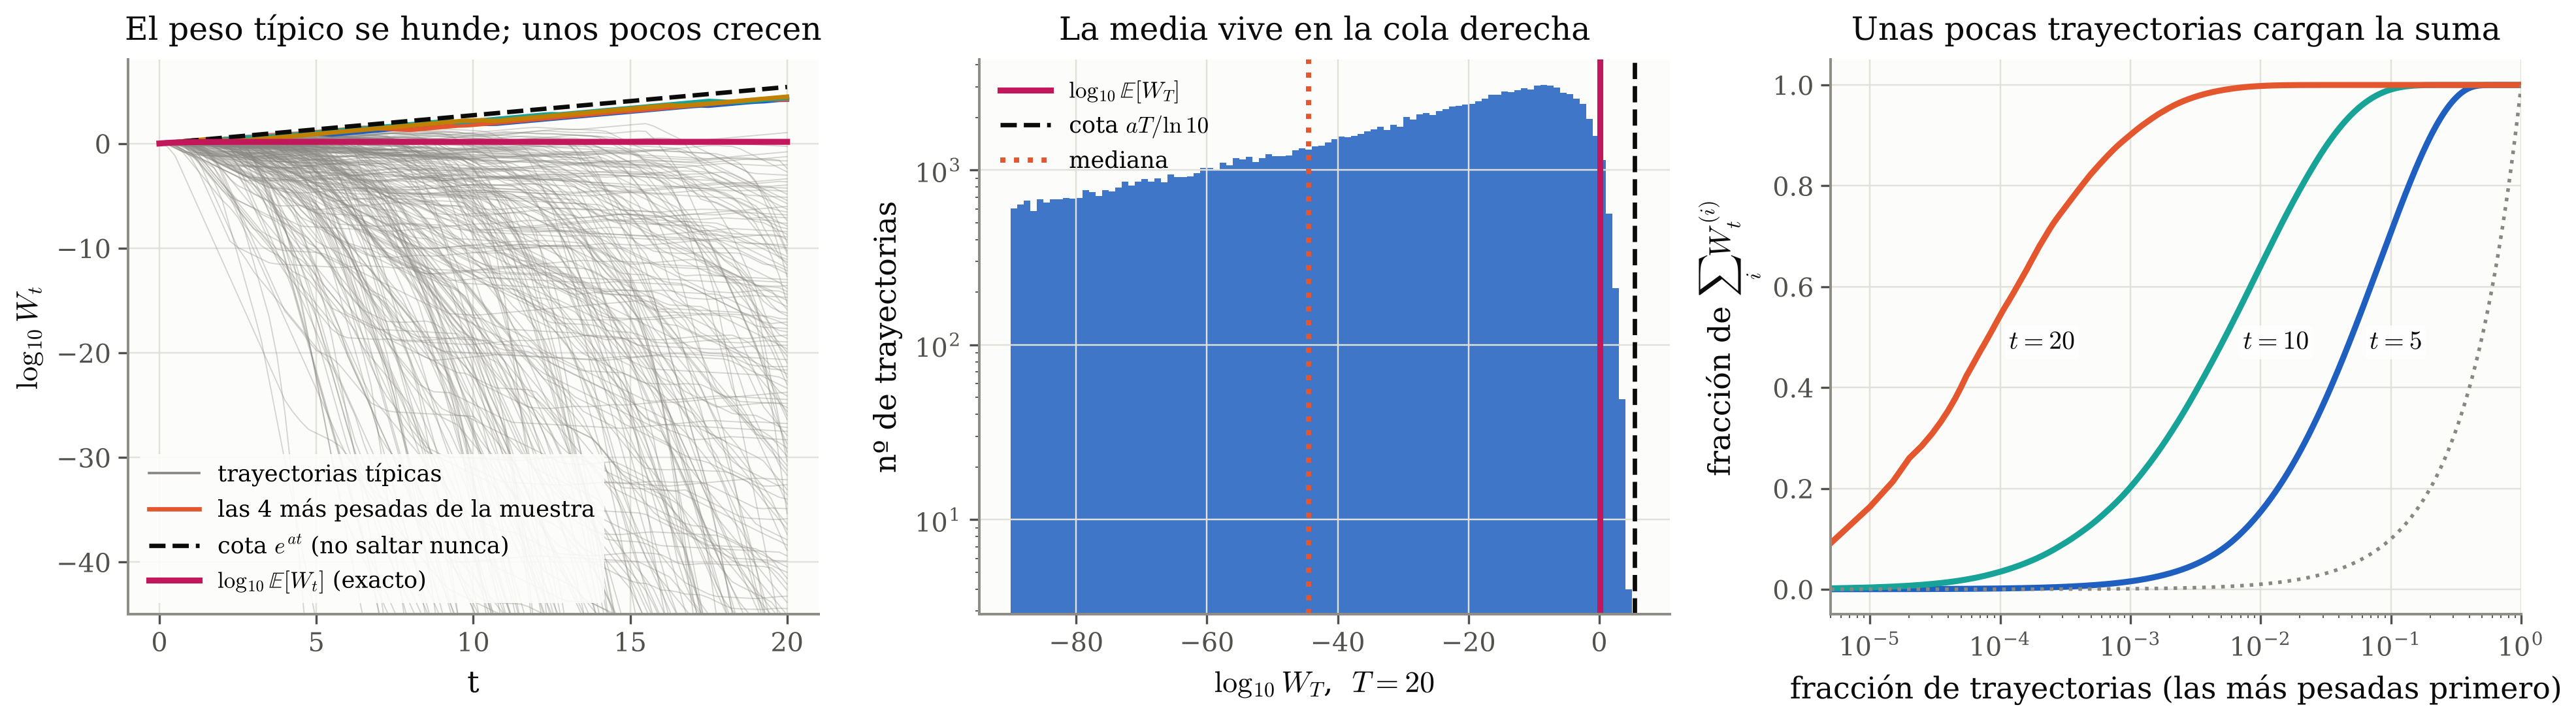 El peso típico se hunde; unos pocos crecen
log₁₀ Wₜ
0
−10
−20
−30
−40
trayectorias típicas
las 4 más pesadas de la muestra
cota eᵃᵗ (no saltar nunca)
log₁₀ 𝔼[Wₜ] (exacto)
0 5 10 15 20
t
La media vive en la cola derecha
nº de trayectorias
10³
10²
10¹
log₁₀ 𝔼[W_T]
cota aT/ln 10
mediana
−80 −60 −40 −20 0
log₁₀ W_T, T = 20
Unas pocas trayectorias cargan la suma
fracción de ∑ᵢ Wₜ⁽ⁱ⁾
1.0
0.8
0.6
0.4
0.2
0.0
t = 20
t = 10
t = 5
10⁻⁵ 10⁻⁴ 10⁻³ 10⁻² 10⁻¹ 10⁰
fracción de trayectorias (las más pesadas primero)